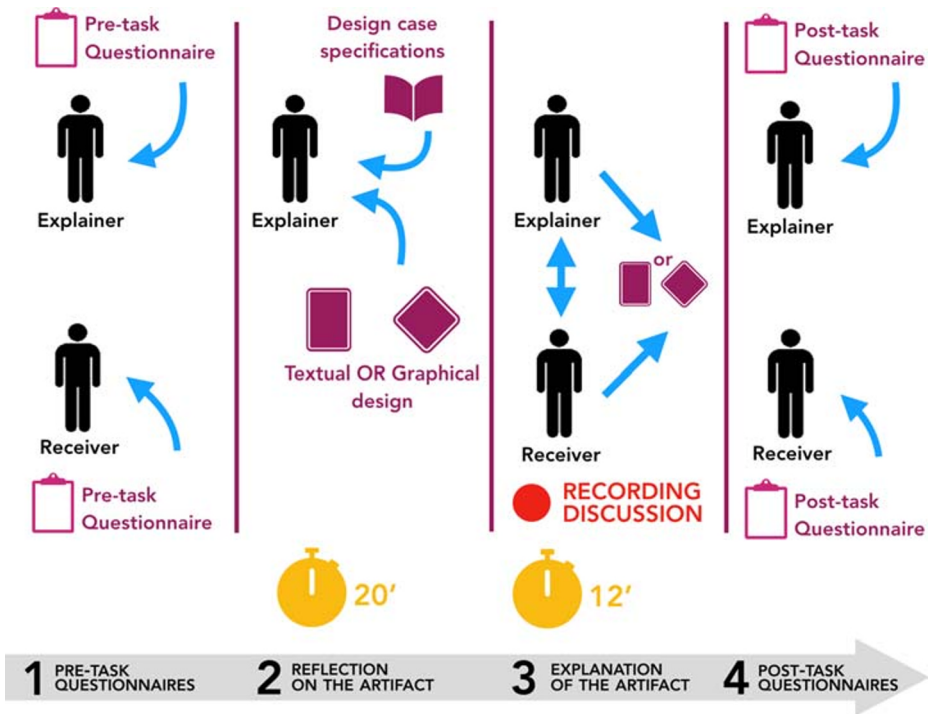 Pre-task
Questionnaire
Explainer
Receiver
Pre-task
Questionnaire
Design case
specifications
Explainer
Textual OR Graphical
design
20'
Explainer
or
Receiver
RECORDING
DISCUSSION
12'
Post-task
Questionnaire
Explainer
Receiver
Post-task
Questionnaire
1 PRE-TASK
QUESTIONNAIRES
2 REFLECTION
ON THE ARTIFACT
3 EXPLANATION
OF THE ARTIFACT
4 POST-TASK
QUESTIONNAIRES